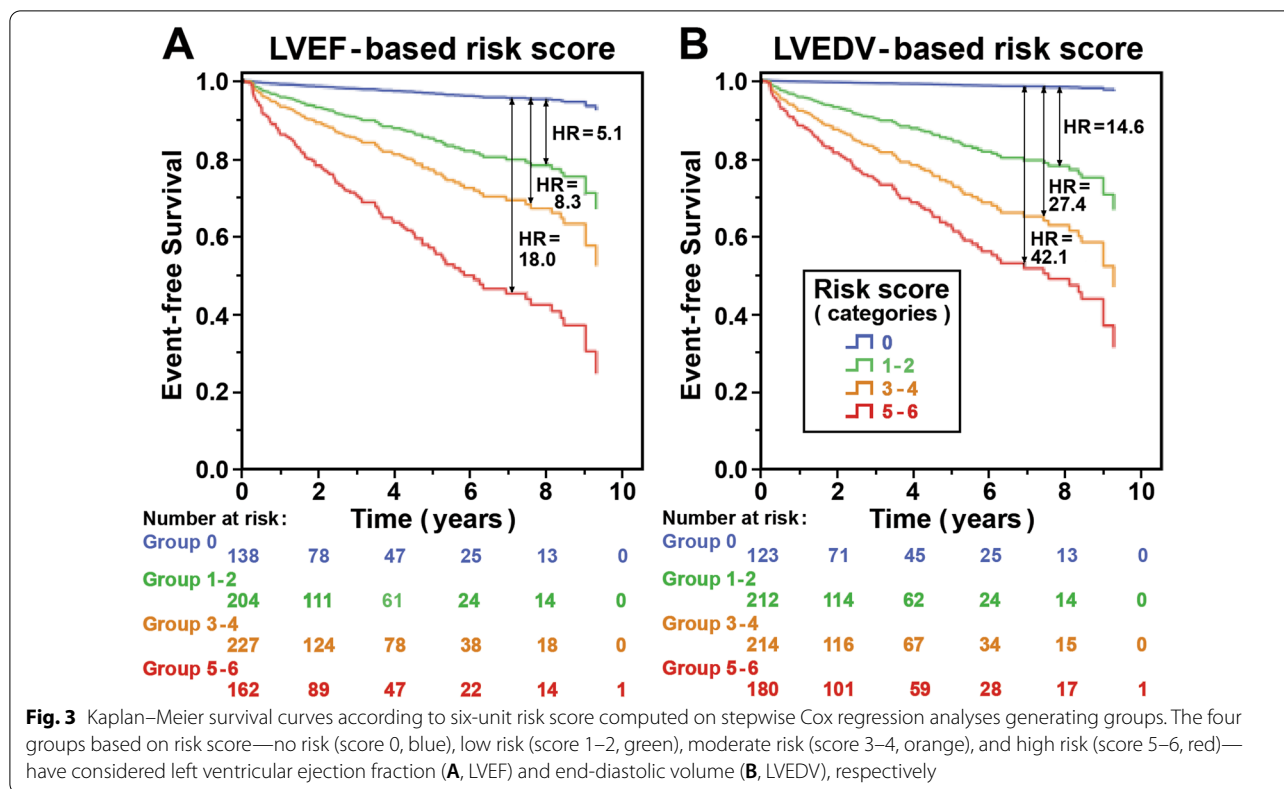 A LVEF-based risk score
Event-free Survival
1.0
0.8
0.6
0.4
0.2
0.0
HR=5.1
HR=
8.3
HR=
18.0
0 2 4 6 8 10
Time (years)
Number at risk:
Group 0
138 78 47 25 13 0
Group 1-2
204 111 61 24 14 0
Group 3-4
227 124 78 38 18 0
Group 5-6
162 89 47 22 14 1
B LVEDV-based risk score
Event-free Survival
1.0
0.8
0.6
0.4
0.2
0.0
HR=14.6
HR=
27.4
HR=
42.1
Risk score
(categories)
0
1-2
3-4
5-6
0 2 4 6 8 10
Time (years)
Number at risk:
Group 0
123 71 45 25 13 0
Group 1-2
212 114 62 24 14 0
Group 3-4
214 116 67 34 15 0
Group 5-6
180 101 59 28 17 1
Fig. 3 Kaplan–Meier survival curves according to six-unit risk score computed on stepwise Cox regression analyses generating groups. The four
groups based on risk score—no risk (score 0, blue), low risk (score 1–2, green), moderate risk (score 3–4, orange), and high risk (score 5–6, red)—
have considered left ventricular ejection fraction (A, LVEF) and end-diastolic volume (B, LVEDV), respectively